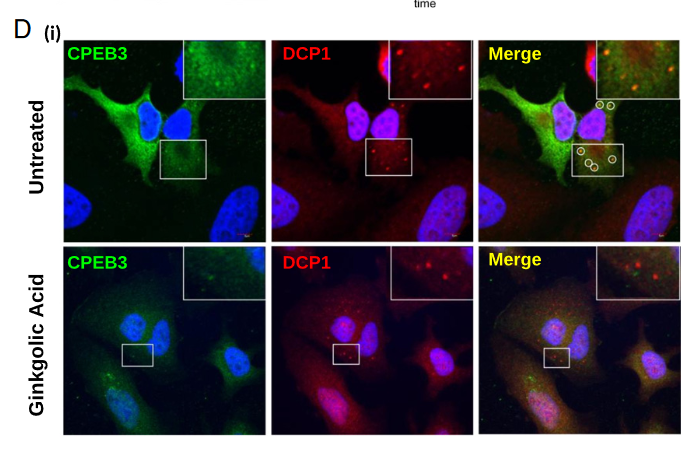 time
D (i)
CPEB3 DCP1 Merge
Untreated
CPEB3 DCP1 Merge
Ginkgolic Acid